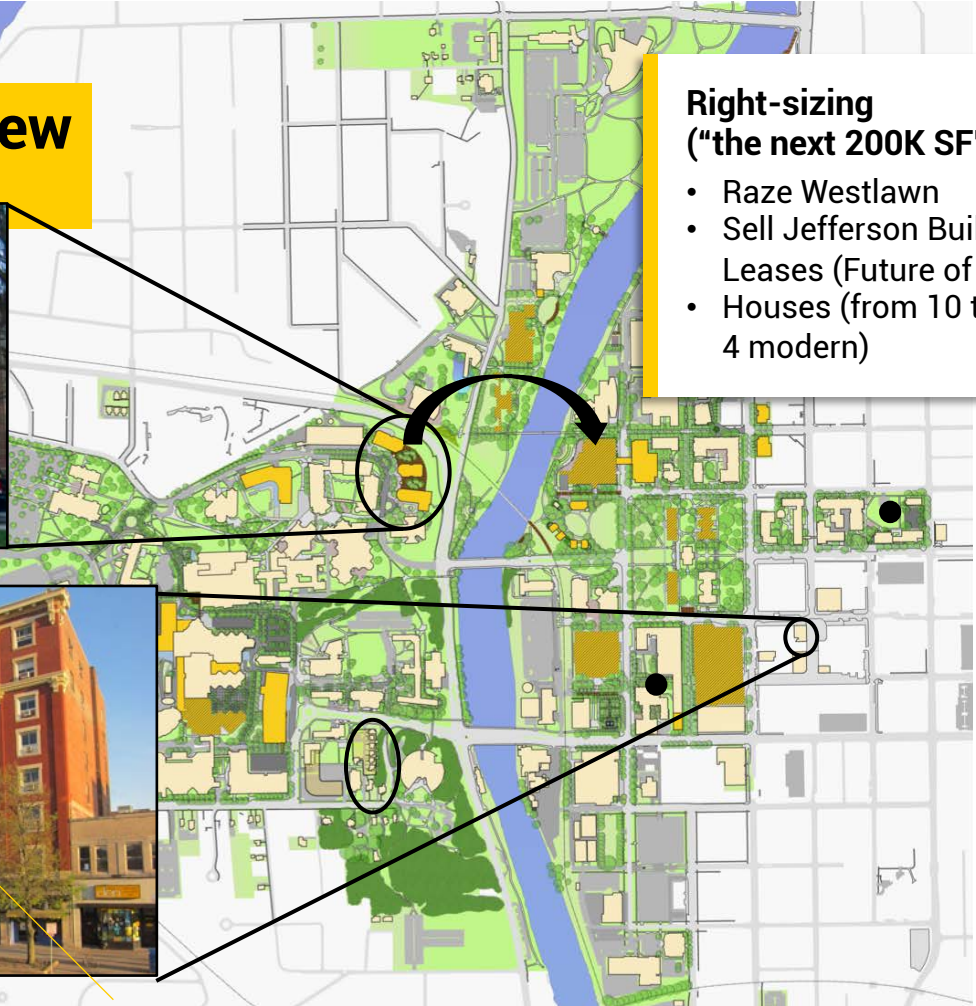 ew
Right-sizing
(“the next 200K SF”
• Raze Westlawn
• Sell Jefferson Bui
Leases (Future of
• Houses (from 10 t
4 modern)